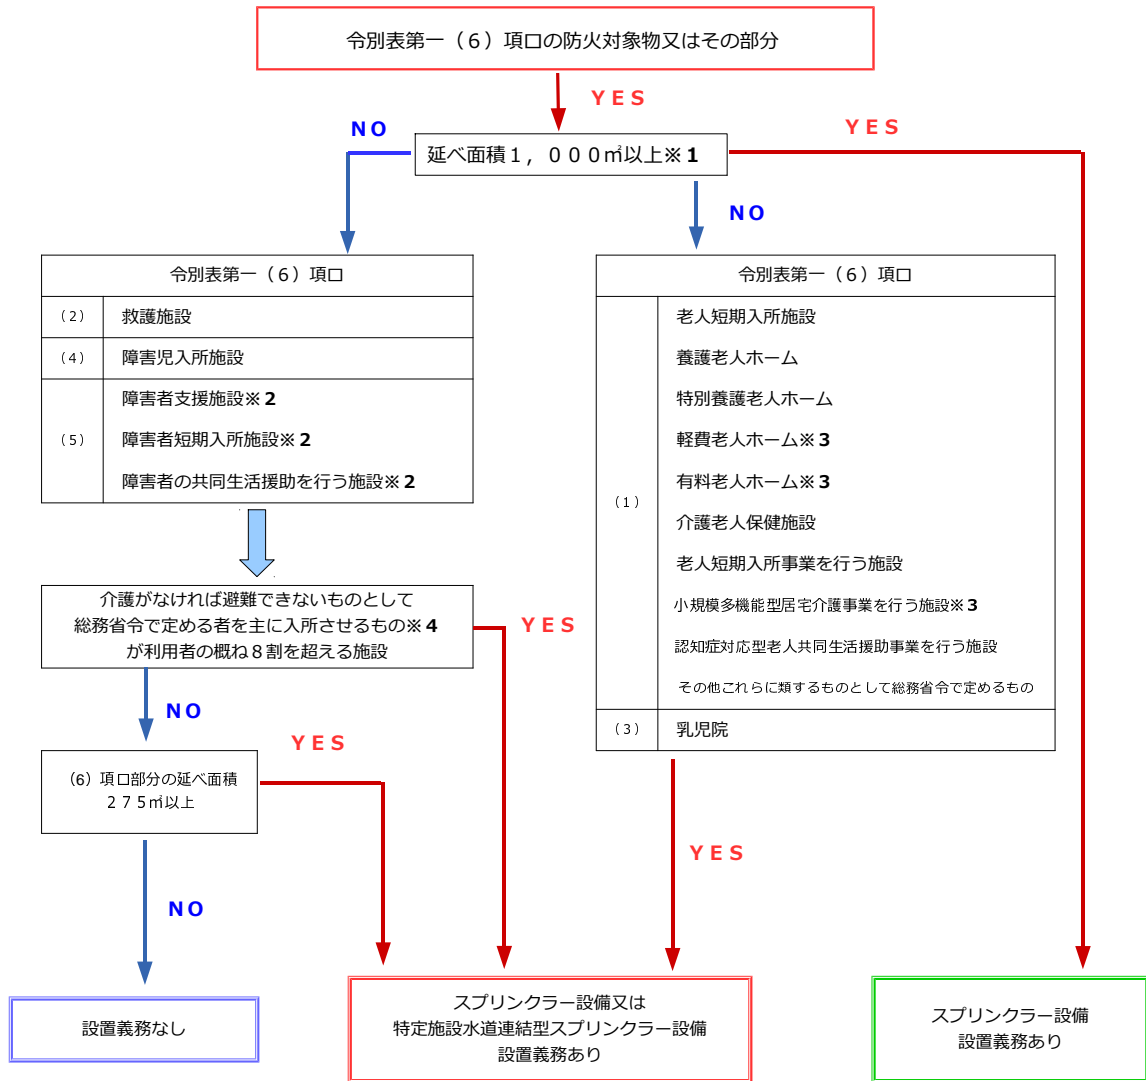 令別表第一（６）項ロの防火対象物又はその部分
ＹＥＳ
ＮＯ
ＹＥＳ
延べ面積１，０００㎡以上※1
ＮＯ
令別表第一（６）項ロ
（２） 救護施設
（４） 障害児入所施設
（５）
障害者支援施設※2
障害者短期入所施設※2
障害者の共同生活援助を行う施設※2
介護がなければ避難できないものとして
総務省令で定める者を主に入所させるもの※4
が利用者の概ね８割を超える施設
ＹＥＳ
ＮＯ
（6）項ロ部分の延べ面積
２７５㎡以上
ＹＥＳ
ＮＯ
令別表第一（６）項ロ
（１）
老人短期入所施設
養護老人ホーム
特別養護老人ホーム
軽費老人ホーム※3
有料老人ホーム※3
介護老人保健施設
老人短期入所事業を行う施設
小規模多機能型居宅介護事業を行う施設※3
認知症対応型老人共同生活援助事業を行う施設
その他これらに類するものとして総務省令で定めるもの
（３） 乳児院
ＹＥＳ
設置義務なし
スプリンクラー設備又は
特定施設水道連結型スプリンクラー設備
設置義務あり
スプリンクラー設備
設置義務あり